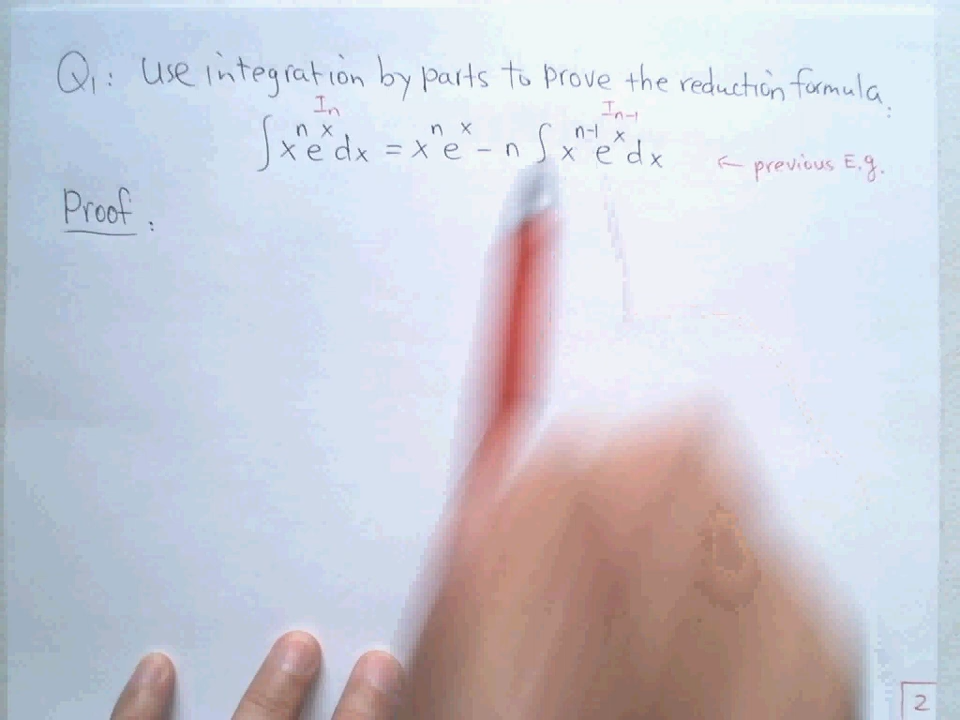 Q1: Use integration by parts to prove the reduction formula.
In In-1
∫xⁿeˣdx = xⁿeˣ - n ∫xⁿ⁻¹eˣdx ← previous E.g.
Proof:
2